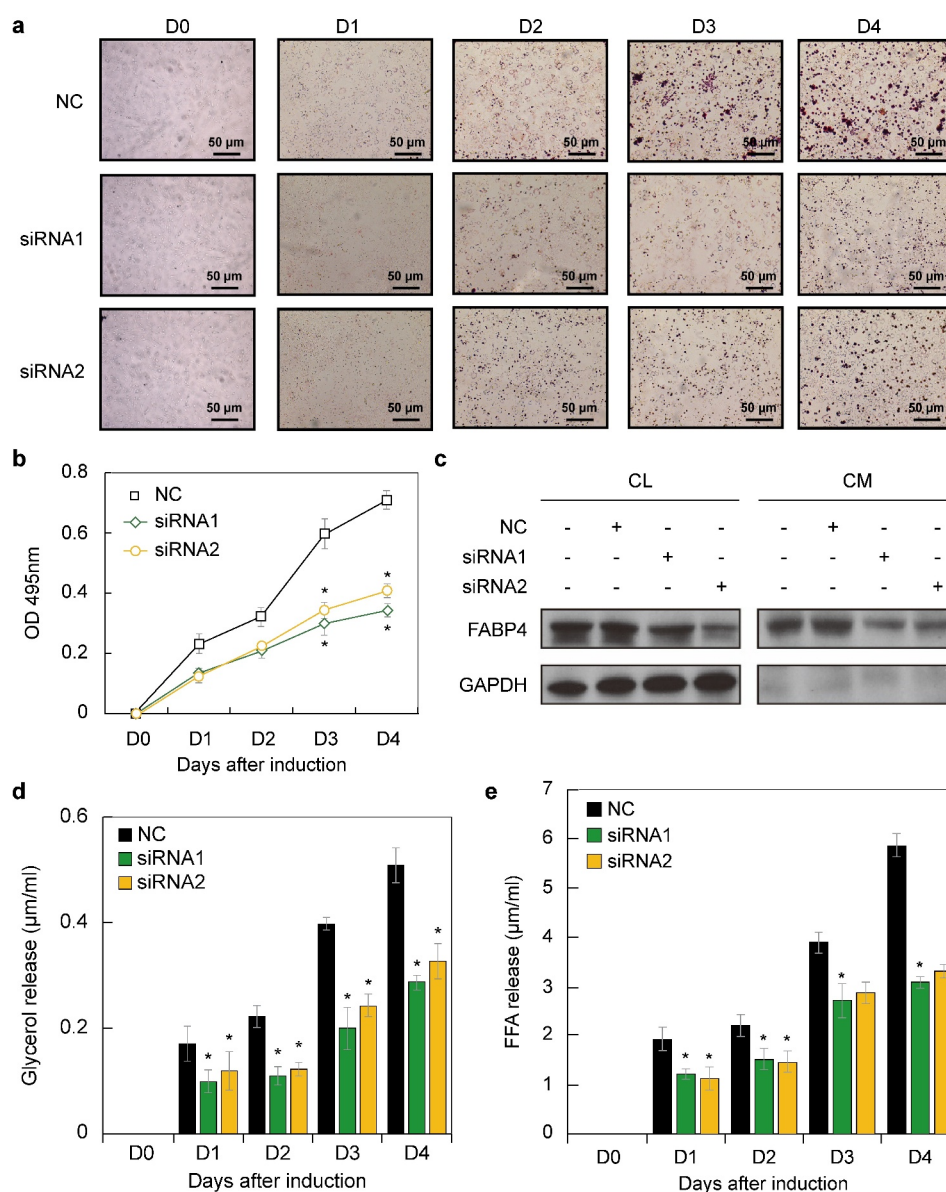 a
D0 D1 D2 D3 D4
NC
50 µm 50 µm 50 µm 50 µm 50 µm
siRNA1
50 µm 50 µm 50 µm 50 µm 50 µm
siRNA2
50 µm 50 µm 50 µm 50 µm 50 µm
b
0.8
0.6
0.4
0.2
0
OD 495nm
NC
siRNA1
siRNA2
* *
* *
D0 D1 D2 D3 D4
Days after induction
c
CL CM
NC - + - - - + - -
siRNA1 - - + - - - + -
siRNA2 - - - + - - - +
FABP4
GAPDH
d
0.6
0.4
0.2
0
Glycerol release (µm/ml)
NC
siRNA1
siRNA2
* * * * * * * *
D0 D1 D2 D3 D4
Days after induction
e
7
6
5
4
3
2
1
0
FFA release (µm/ml)
NC
siRNA1
siRNA2
* * * * * *
D0 D1 D2 D3 D4
Days after induction